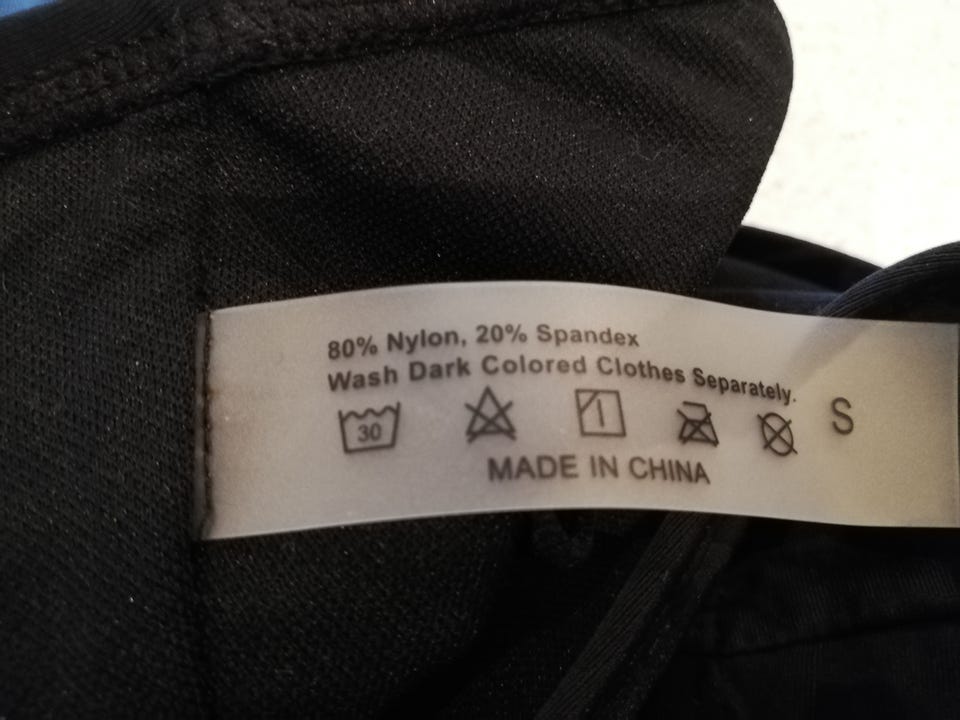 80% Nylon, 20% Spandex
Wash Dark Colored Clothes Separately.
30 S
MADE IN CHINA